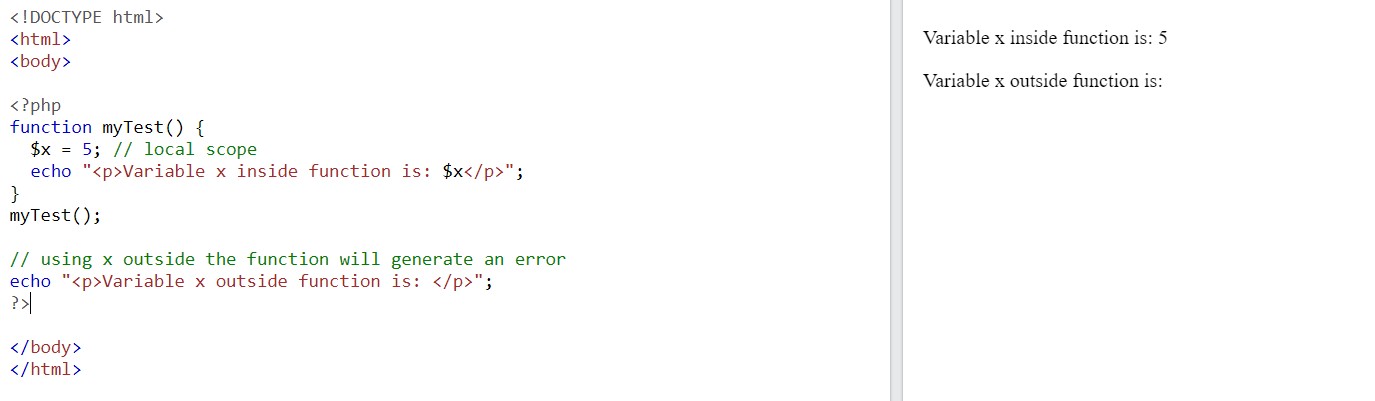 <!DOCTYPE html>
<html>
<body>
<?php
function myTest() {
  $x = 5; // local scope
  echo "<p>Variable x inside function is: $x</p>";
}
myTest();
// using x outside the function will generate an error
echo "<p>Variable x outside function is: </p>";
?>
</body>
</html>
Variable x inside function is: 5
Variable x outside function is: